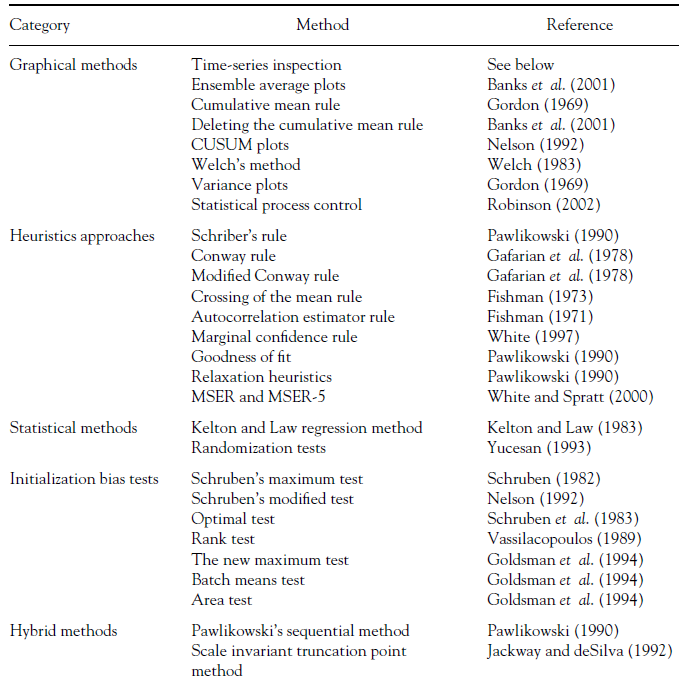 Category Method Reference
Graphical methods Time-series inspection See below
Ensemble average plots Banks et al. (2001)
Cumulative mean rule Gordon (1969)
Deleting the cumulative mean rule Banks et al. (2001)
CUSUM plots Nelson (1992)
Welch's method Welch (1983)
Variance plots Gordon (1969)
Statistical process control Robinson (2002)
Heuristics approaches Schriber's rule Pawlikowski (1990)
Conway rule Gafarian et al. (1978)
Modified Conway rule Gafarian et al. (1978)
Crossing of the mean rule Fishman (1973)
Autocorrelation estimator rule Fishman (1971)
Marginal confidence rule White (1997)
Goodness of fit Pawlikowski (1990)
Relaxation heuristics Pawlikowski (1990)
MSER and MSER-5 White and Spratt (2000)
Statistical methods Kelton and Law regression method Kelton and Law (1983)
Randomization tests Yucesan (1993)
Initialization bias tests Schruben's maximum test Schruben (1982)
Schruben's modified test Nelson (1992)
Optimal test Schruben et al. (1983)
Rank test Vassilacopoulos (1989)
The new maximum test Goldsman et al. (1994)
Batch means test Goldsman et al. (1994)
Area test Goldsman et al. (1994)
Hybrid methods Pawlikowski's sequential method Pawlikowski (1990)
Scale invariant truncation point Jackway and deSilva (1992)
method